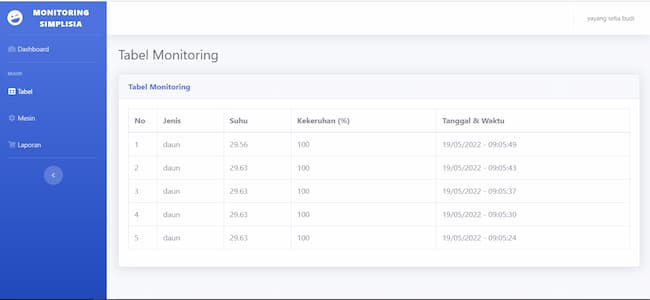 MONITORING
SIMPLISIA
yayang setia budi
Dashboard
Tabel
Mesin
Laporan
Tabel Monitoring
Tabel Monitoring
No Jenis Suhu Kekeruhan (%) Tanggal & Waktu
1 daun 29.56 100 19/05/2022 - 09:05:49
2 daun 29.63 100 19/05/2022 - 09:05:43
3 daun 29.63 100 19/05/2022 - 09:05:37
4 daun 29.63 100 19/05/2022 - 09:05:30
5 daun 29.63 100 19/05/2022 - 09:05:24